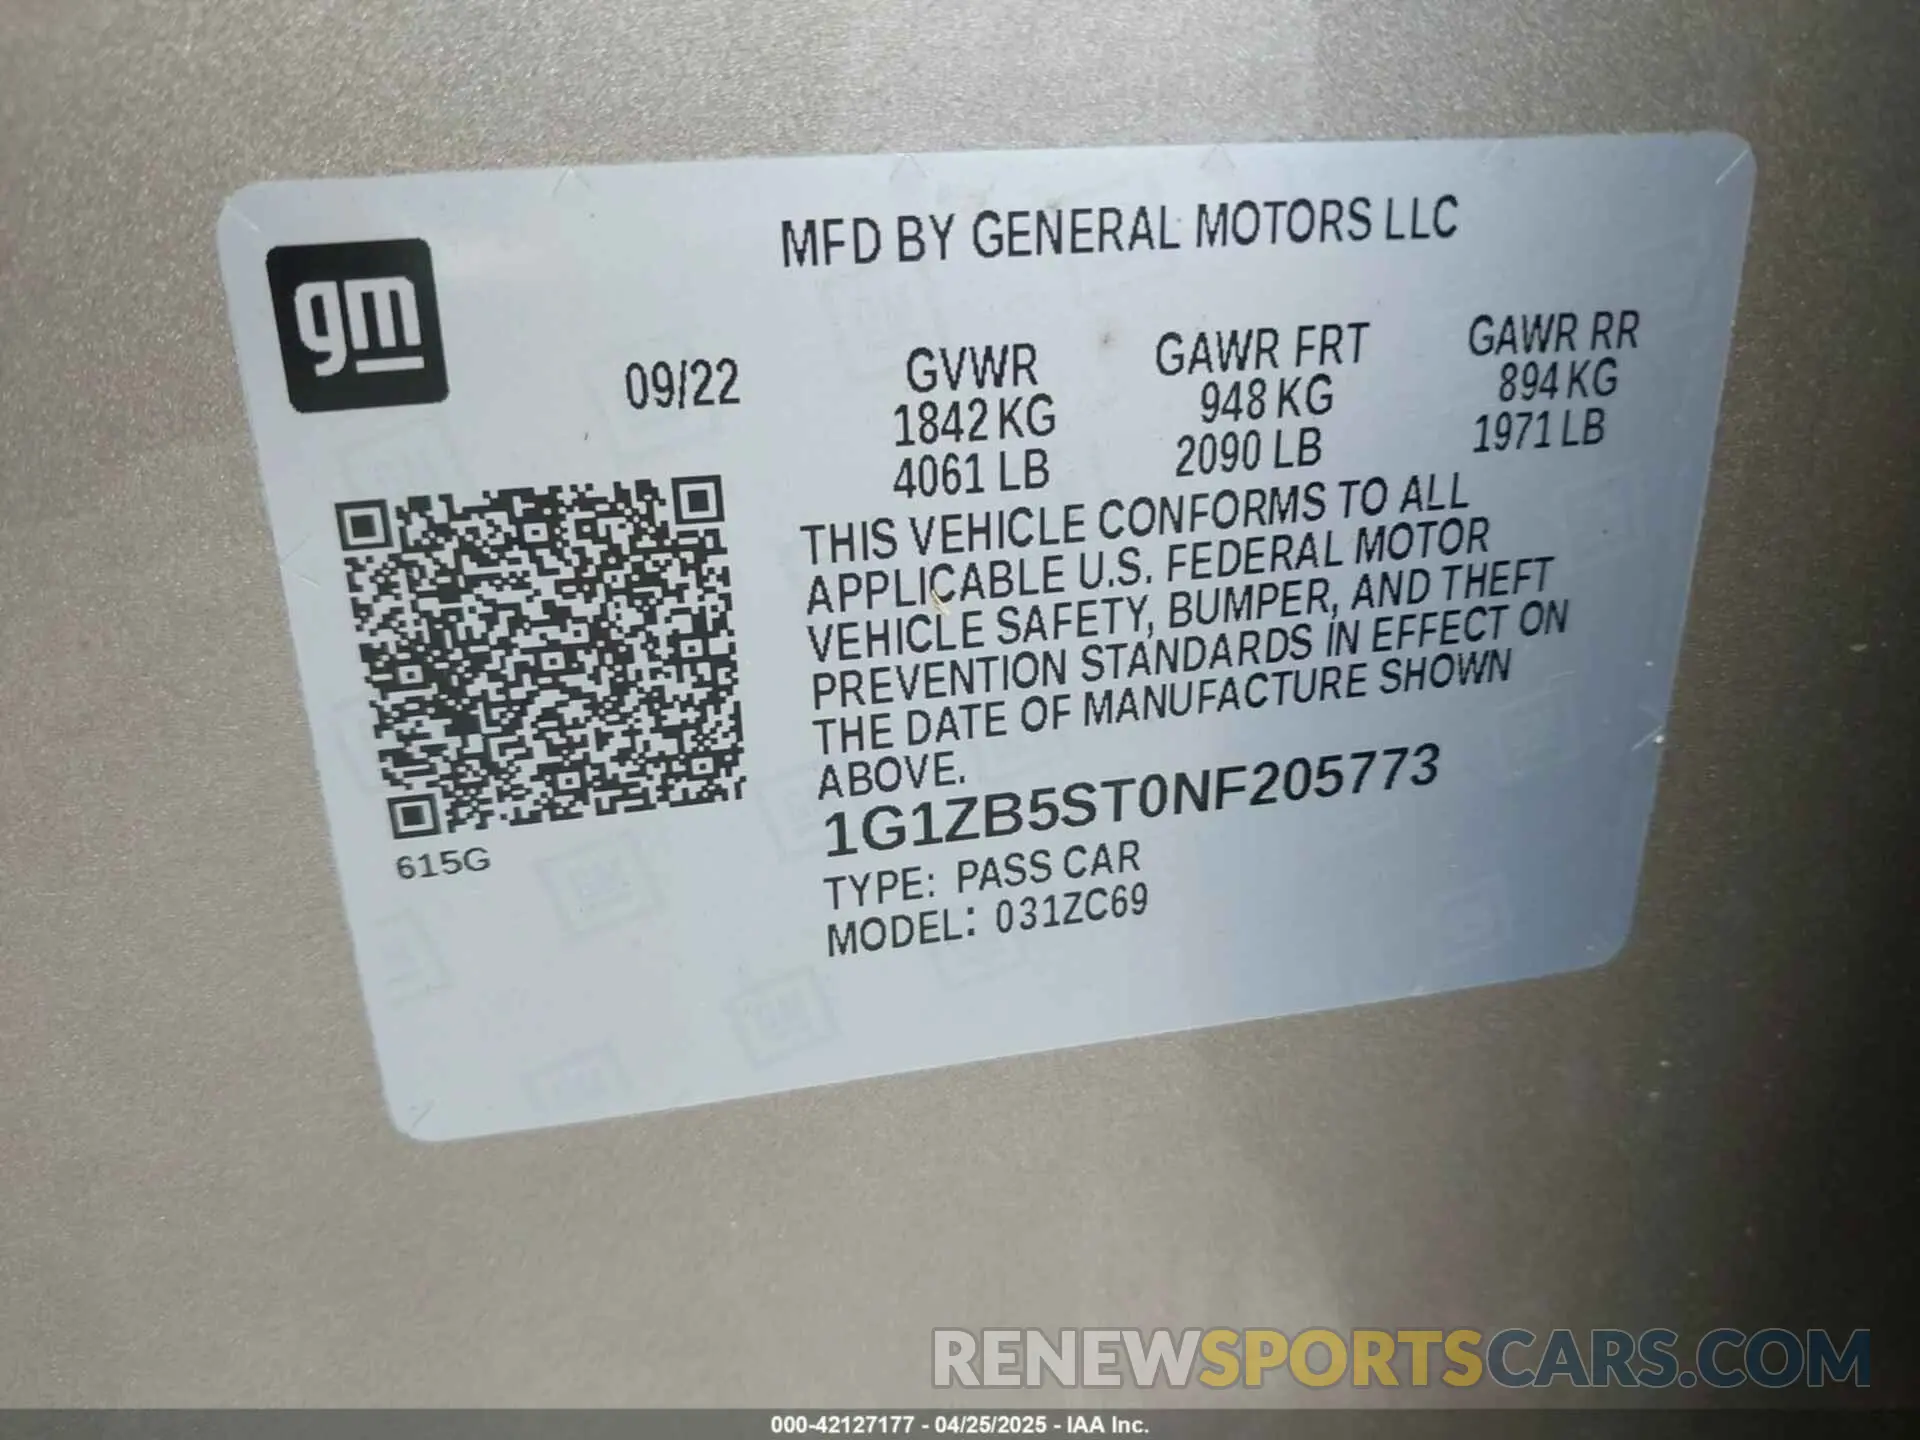 MFD BY GENERAL MOTORS LLC
gm
09/22
GVWR GAWR FRT GAWR RR
1842 KG 948 KG 894 KG
4061 LB 2090 LB 1971 LB
THIS VEHICLE CONFORMS TO ALL
APPLICABLE U.S. FEDERAL MOTOR
VEHICLE SAFETY, BUMPER, AND THEFT
PREVENTION STANDARDS IN EFFECT ON
THE DATE OF MANUFACTURE SHOWN
ABOVE.
1G1ZB5ST0NF205773
615G
TYPE: PASS CAR
MODEL: 031ZC69
RENEWSPORTSCARS.COM
000-42127177 - 04/25/2025 - IAA Inc.